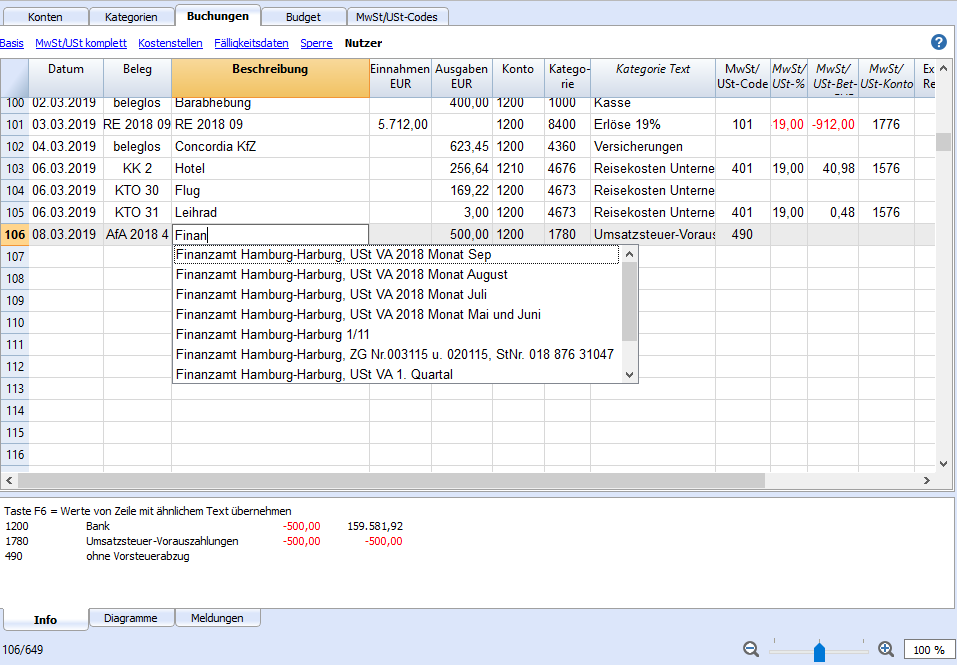 Konten Kategorien Buchungen Budget MwSt/USt-Codes
Basis MwSt/USt komplett Kostenstellen Fälligkeitsdaten Sperre Nutzer
Datum Beleg Beschreibung Einnahmen EUR Ausgaben EUR Konto Katego-rie Kategorie Text MwSt/USt-Code MwSt/USt-% MwSt/USt-Bet- MwSt/USt-Konto Ex Re
100 02.03.2019 beleglos Barabhebung 400,00 1200 1000 Kasse
101 03.03.2019 RE 2018 09 RE 2018 09 5.712,00 1200 8400 Erlöse 19% 101 -19,00 -912,00 1776
102 04.03.2019 beleglos Concordia KfZ 623,45 1200 4360 Versicherungen
103 06.03.2019 KK 2 Hotel 256,64 1210 4676 Reisekosten Unterne 401 19,00 40,98 1576
104 06.03.2019 KTO 30 Flug 169,22 1200 4673 Reisekosten Unterne
105 06.03.2019 KTO 31 Leihrad 3,00 1200 4673 Reisekosten Unterne 401 19,00 0,48 1576
106 08.03.2019 AfA 2018 4 Finan 500,00 1200 1780 Umsatzsteuer-Voraus 490
107 Finanzamt Hamburg-Harburg, USt VA 2018 Monat Sep
108 Finanzamt Hamburg-Harburg, USt VA 2018 Monat August
109 Finanzamt Hamburg-Harburg, USt VA 2018 Monat Juli
110 Finanzamt Hamburg-Harburg, USt VA 2018 Monat Mai und Juni
111 Finanzamt Hamburg-Harburg 1/11
112 Finanzamt Hamburg-Harburg, ZG Nr.003115 u. 020115, StNr. 018 876 31047
113 Finanzamt Hamburg-Harburg, USt VA 1. Quartal
114
115
116
Taste F6 = Werte von Zeile mit ähnlichem Text übernehmen
1200 Bank -500,00 159.581,92
1780 Umsatzsteuer-Vorauszahlungen -500,00 -500,00
490 ohne Vorsteuerabzug
Info Diagramme Meldungen
106/649 100 %